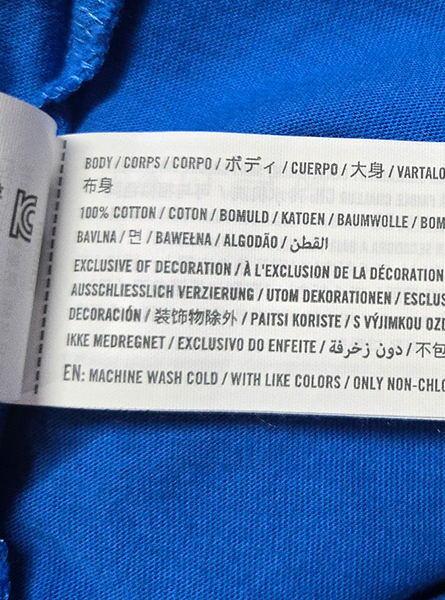 BODY / CORPS / CORPO / ボディ / CUERPO / 大身 / VARTALO
布身
100% COTTON / COTON / BOMULD / KATOEN / BAUMWOLLE / BOM
BAVLNA / 면 / BAWEŁNA / ALGODÃO / القطن
EXCLUSIVE OF DECORATION / À L'EXCLUSION DE LA DÉCORATION
AUSSCHLIESSLICH VERZIERUNG / UTOM DEKORATIONEN / ESCLUS
DECORACIÓN / 装飾物除外 / PAITSI KORISTE / S VÝJIMKOU OZD
IKKE MEDREGNET / EXCLUSIVO DO ENFEITE / دون زخرفة / 不包
EN: MACHINE WASH COLD / WITH LIKE COLORS / ONLY NON-CHLO